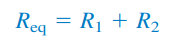 R_eq = R_1 + R_2